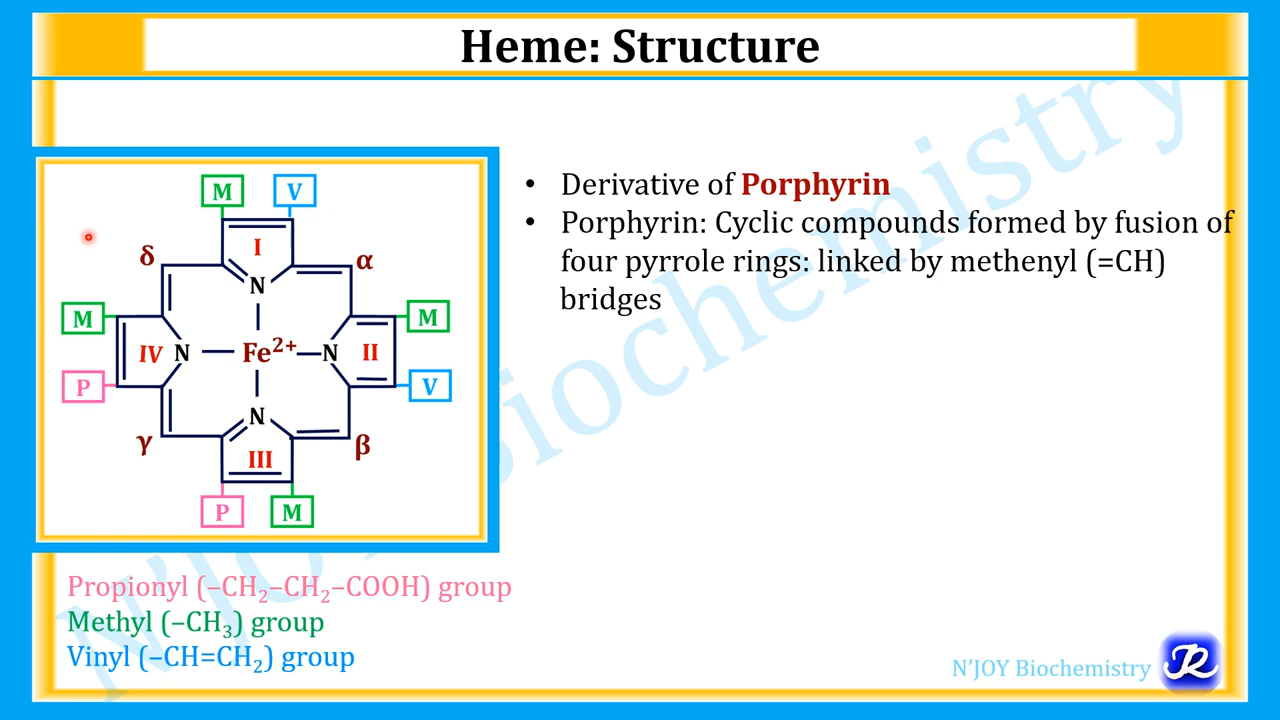 Heme: Structure
M V
I
δ α
N
M M
IV N Fe²⁺ N II
P V
N
γ β
III
P M
• Derivative of Porphyrin
• Porphyrin: Cyclic compounds formed by fusion of
four pyrrole rings: linked by methenyl (=CH)
bridges
Propionyl (–CH₂–CH₂–COOH) group
Methyl (–CH₃) group
Vinyl (–CH=CH₂) group
N'JOY Biochemistry
N'JOY Biochemistry